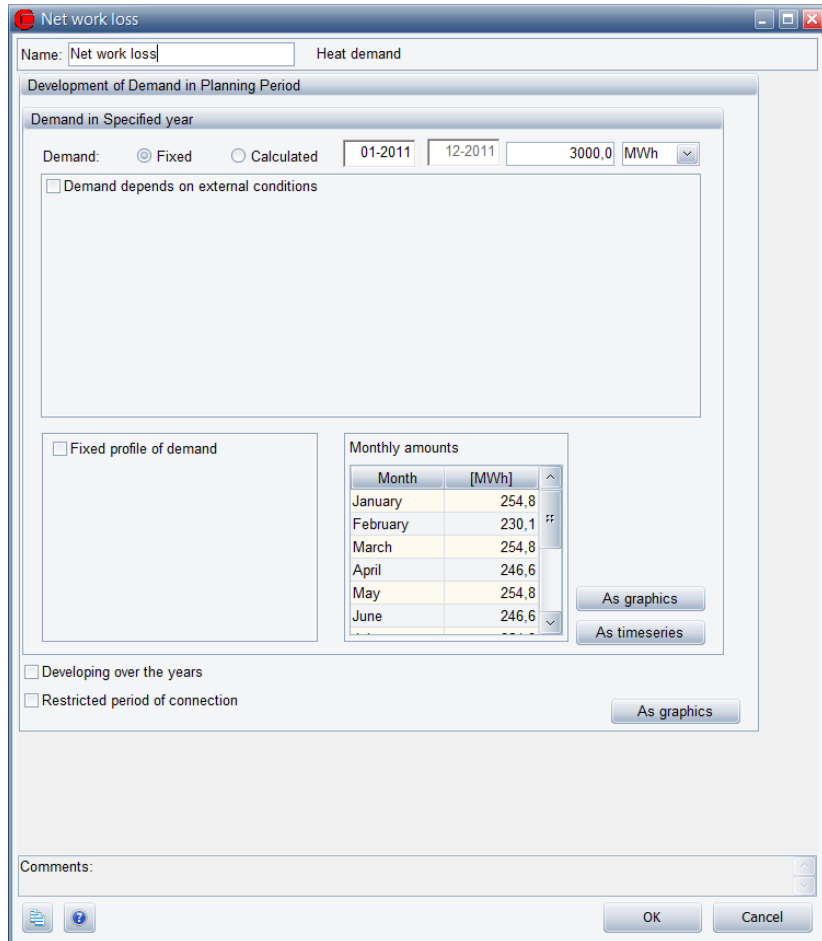 Net work loss
Name: Net work loss Heat demand
Development of Demand in Planning Period
Demand in Specified year
Demand: Fixed Calculated 01-2011 12-2011 3000,0 MWh
Demand depends on external conditions
Fixed profile of demand
Monthly amounts
Month [MWh]
January 254,8
February 230,1
March 254,8
April 246,6
May 254,8
June 246,6
As graphics
As timeseries
Developing over the years
Restricted period of connection
As graphics
Comments:
OK Cancel